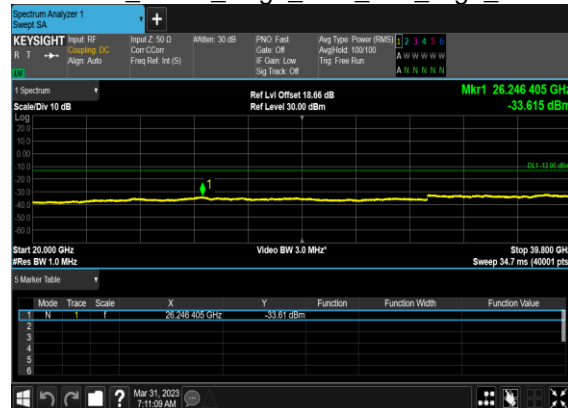 Spectrum Analyzer 1
Swept SA
KEYSIGHT Input: RF Input Z: 50 Ω #Atten: 30 dB PNO: Fast Avg Type: Power (RMS) 1 2 3 4 5 6
R T Coupling: DC Corr CCorr Gate: Off Avg|Hold: 100/100 A W W W W W
Align: Auto Freq Ref: Int (S) IF Gain: Low Trig: Free Run
LW Sig Track: Off A N N N N N
1 Spectrum Ref Lvl Offset 18.66 dB Mkr1 26.246 405 GHz
Scale/Div 10 dB Ref Level 30.00 dBm -33.615 dBm
Log
20.0
10.0
0.00
-10.0
DL1 -13.00 dBm
-20.0
1
-30.0
-40.0
-50.0
-60.0
Start 20.000 GHz Video BW 3.0 MHz* Stop 39.800 GHz
#Res BW 1.0 MHz Sweep 34.7 ms (40001 pts)
5 Marker Table
Mode Trace Scale X Y Function Function Width Function Value
1 N 1 f 26.246 405 GHz -33.61 dBm
2
3
4
5
6
? Mar 31, 2023
7:11:09 AM